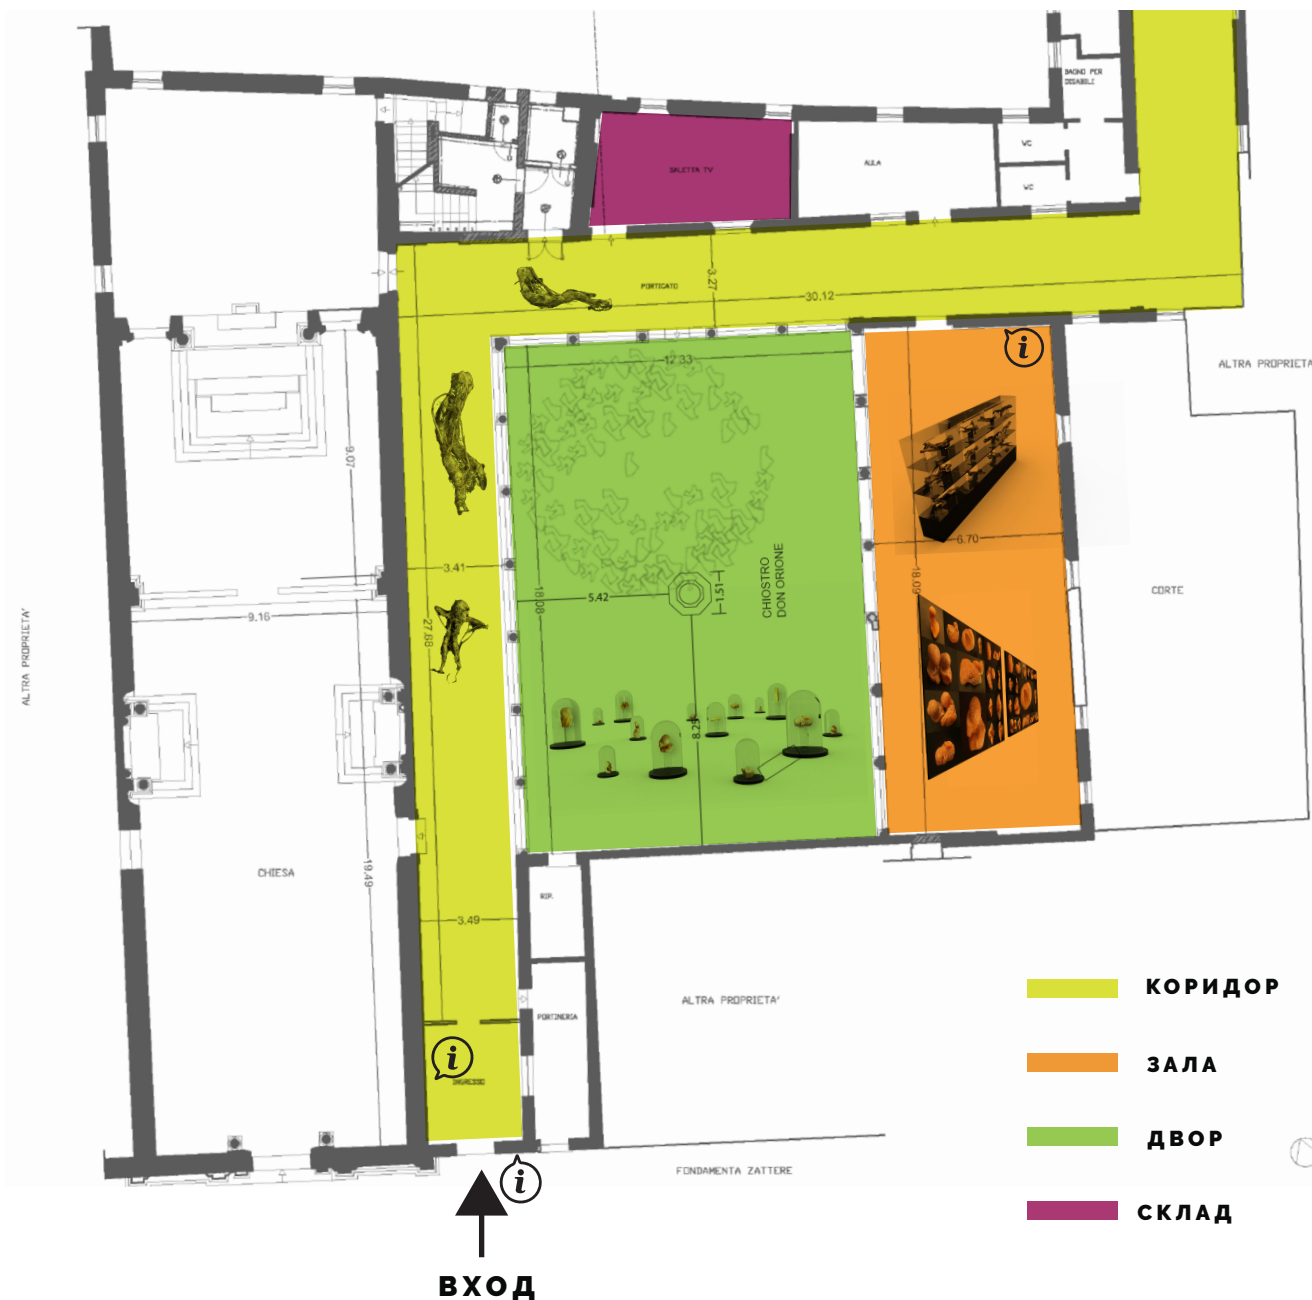 BAGNO PER
DISABILI
WC
AULA
SALETTA TV
WC
PORTICATO
3.27
30.12
12.33
ALTRA PROPRIETA'
9.07
6.70
18.09
3.41
CHIOSTRO
DON ORIONE
CORTE
5.42
1.51
18.08
9.16
27.88
ALTRA PROPRIETA'
8.25
CHIESA
19.49
RIP.
3.49
ALTRA PROPRIETA'
PORTINERIA
i
i
INGRESSO
FONDAMENTA ZATTERE
i
ВХОД
КОРИДОР
ЗАЛА
ДВОР
СКЛАД